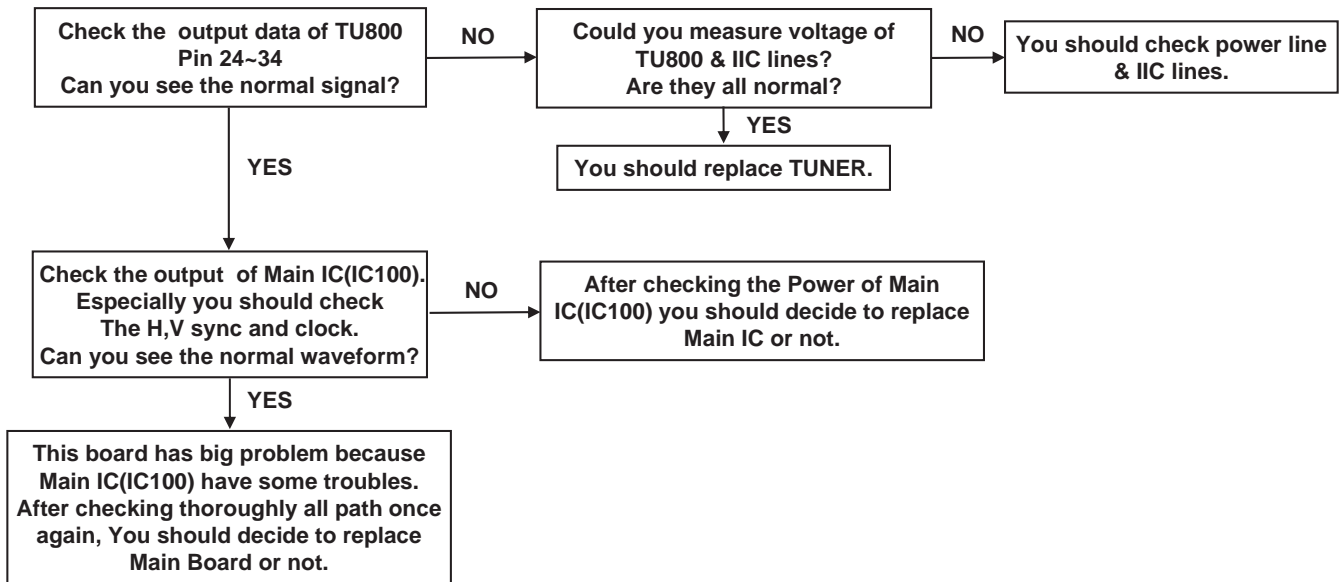 Check the output data of TU800
Pin 24~34
Can you see the normal signal?
NO
Could you measure voltage of
TU800 & IIC lines?
Are they all normal?
NO
You should check power line
& IIC lines.
YES
You should replace TUNER.
YES
Check the output of Main IC(IC100).
Especially you should check
The H,V sync and clock.
Can you see the normal waveform?
NO
After checking the Power of Main
IC(IC100) you should decide to replace
Main IC or not.
YES
This board has big problem because
Main IC(IC100) have some troubles.
After checking thoroughly all path once
again, You should decide to replace
Main Board or not.